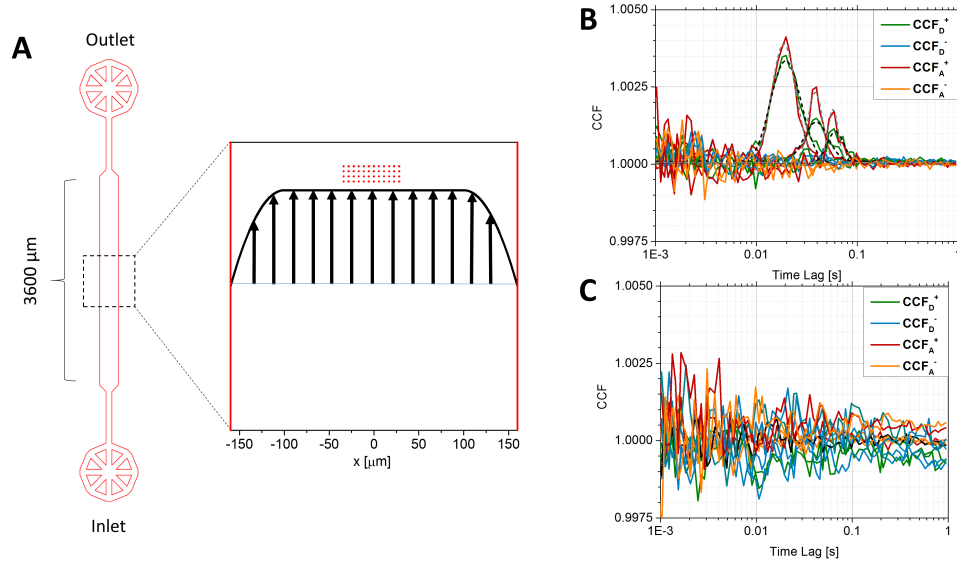 A
Outlet
3600 µm
Inlet
-150
-100
-50
0
50
100
150
x [µm]
B
1.0050
1.0025
1.0000
0.9975
CCF
1E-3
0.01
0.1
1
Time Lag [s]
CCF_D^+
CCF_D^-
CCF_A^+
CCF_A^-
C
1.0050
1.0025
1.0000
0.9975
CCF
1E-3
0.01
0.1
1
Time Lag [s]
CCF_D^+
CCF_D^-
CCF_A^+
CCF_A^-